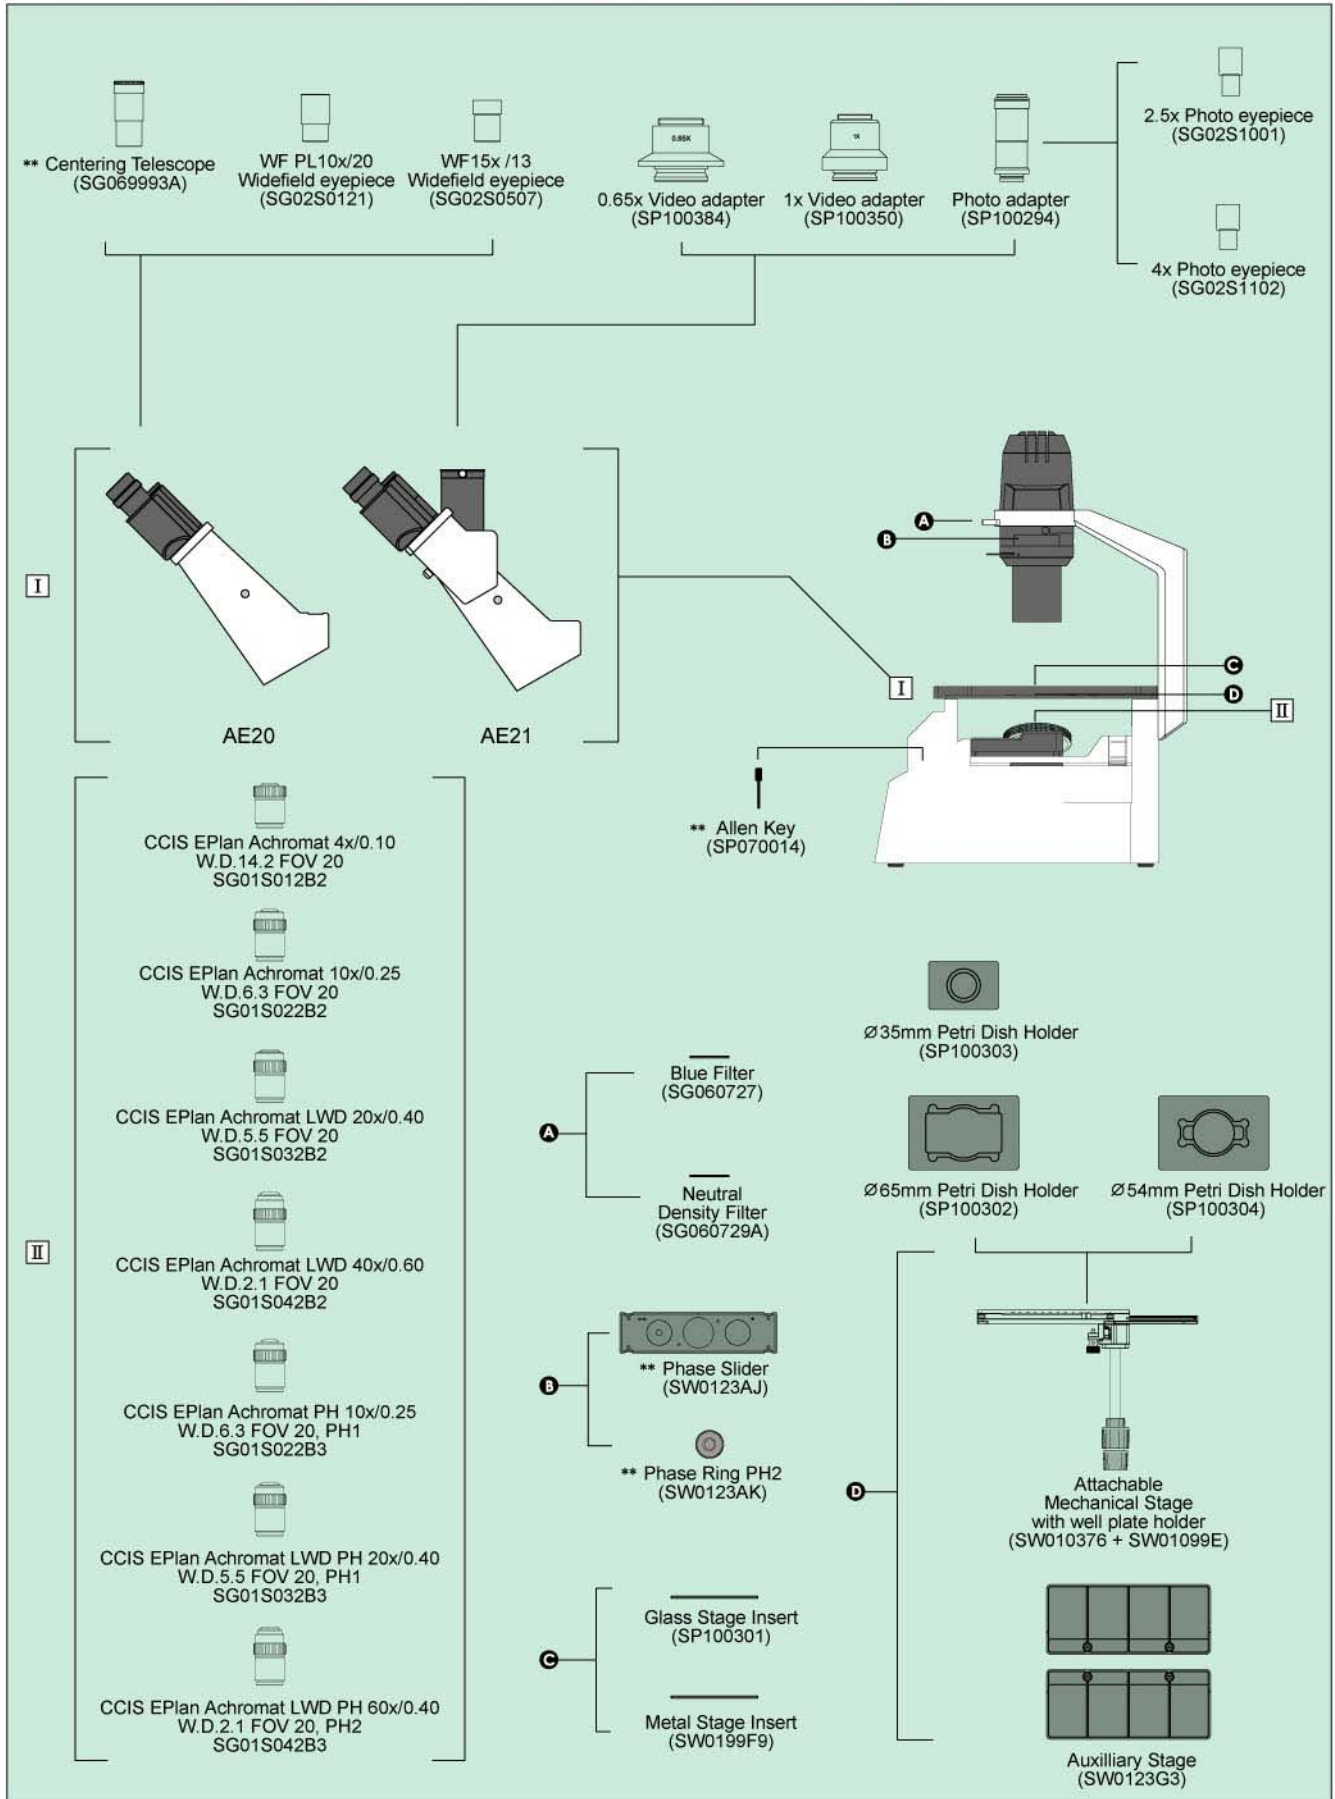 ** Centering Telescope
(SG069993A)
WF PL10x/20
Widefield eyepiece
(SG02S0121)
WF15x /13
Widefield eyepiece
(SG02S0507)
0.65X
0.65x Video adapter
(SP100384)
1X
1x Video adapter
(SP100350)
Photo adapter
(SP100294)
2.5x Photo eyepiece
(SG02S1001)
4x Photo eyepiece
(SG02S1102)
I
AE20
AE21
A
B
C
D
I
II
** Allen Key
(SP070014)
II
CCIS EPlan Achromat 4x/0.10
W.D.14.2 FOV 20
SG01S012B2
CCIS EPlan Achromat 10x/0.25
W.D.6.3 FOV 20
SG01S022B2
CCIS EPlan Achromat LWD 20x/0.40
W.D.5.5 FOV 20
SG01S032B2
CCIS EPlan Achromat LWD 40x/0.60
W.D.2.1 FOV 20
SG01S042B2
CCIS EPlan Achromat PH 10x/0.25
W.D.6.3 FOV 20, PH1
SG01S022B3
CCIS EPlan Achromat LWD PH 20x/0.40
W.D.5.5 FOV 20, PH1
SG01S032B3
CCIS EPlan Achromat LWD PH 60x/0.40
W.D.2.1 FOV 20, PH2
SG01S042B3
A
Blue Filter
(SG060727)
Neutral
Density Filter
(SG060729A)
B
** Phase Slider
(SW0123AJ)
** Phase Ring PH2
(SW0123AK)
C
Glass Stage Insert
(SP100301)
Metal Stage Insert
(SW0199F9)
Ø35mm Petri Dish Holder
(SP100303)
Ø65mm Petri Dish Holder
(SP100302)
Ø54mm Petri Dish Holder
(SP100304)
D
Attachable
Mechanical Stage
with well plate holder
(SW010376 + SW01099E)
Auxilliary Stage
(SW0123G3)